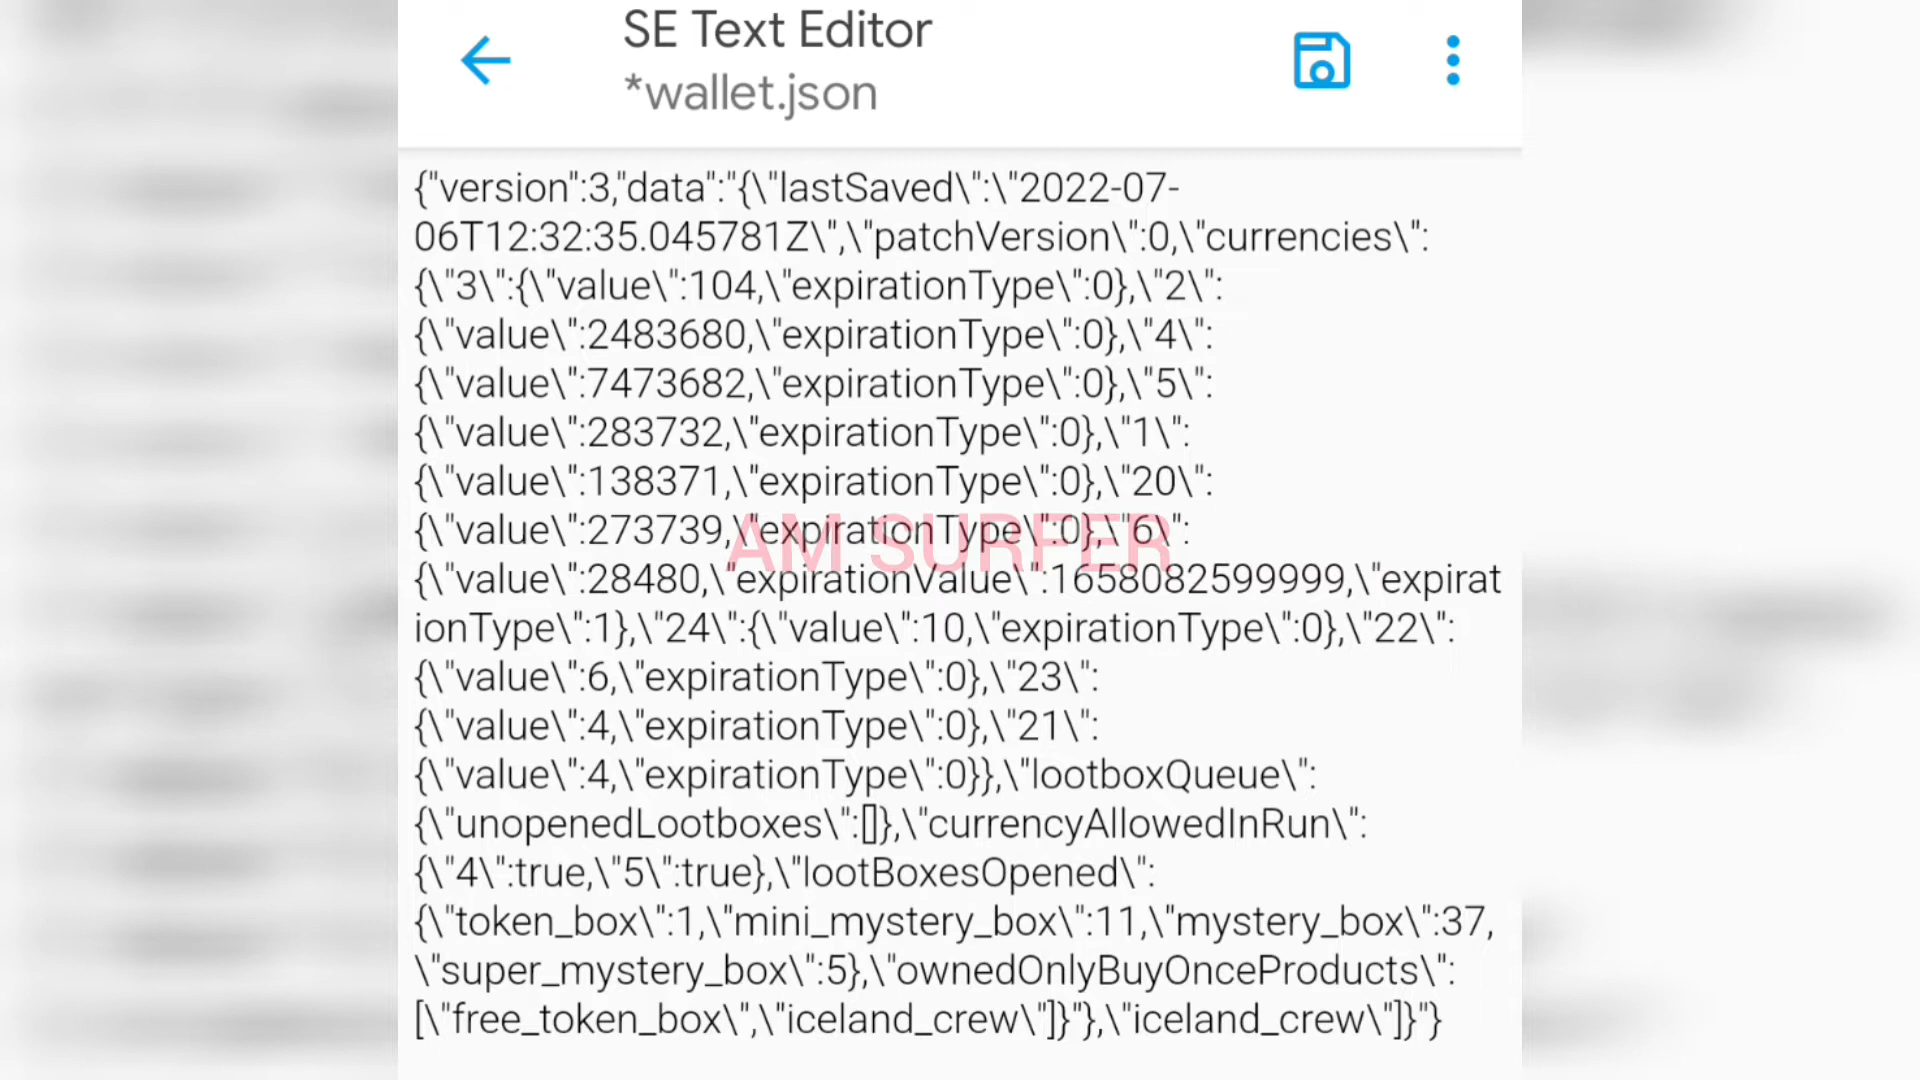 SE Text Editor
*wallet.json
{"version":3,"data":"{\"lastSaved\":\"2022-07-
06T12:32:35.045781Z\",\"patchVersion\":0,\"currencies\":
{\"3\":{\"value\":104,\"expirationType\":0},\"2\":
{\"value\":2483680,\"expirationType\":0},\"4\":
{\"value\":7473682,\"expirationType\":0},\"5\":
{\"value\":283732,\"expirationType\":0},\"1\":
{\"value\":138371,\"expirationType\":0},\"20\":
{\"value\":273739,\"expirationType\":0},\"6\":
AM SURFER
{\"value\":28480,\"expirationValue\":1658082599999,\"expirat
ionType\":1},\"24\":{\"value\":10,\"expirationType\":0},\"22\":
{\"value\":6,\"expirationType\":0},\"23\":
{\"value\":4,\"expirationType\":0},\"21\":
{\"value\":4,\"expirationType\":0}},\"lootboxQueue\":
{\"unopenedLootboxes\":[]},\"currencyAllowedInRun\":
{\"4\":true,\"5\":true},\"lootBoxesOpened\":
{\"token_box\":1,\"mini_mystery_box\":11,\"mystery_box\":37,
\"super_mystery_box\":5},\"ownedOnlyBuyOnceProducts\":
[\"free_token_box\",\"iceland_crew\"]}"},\"iceland_crew\"]}"}